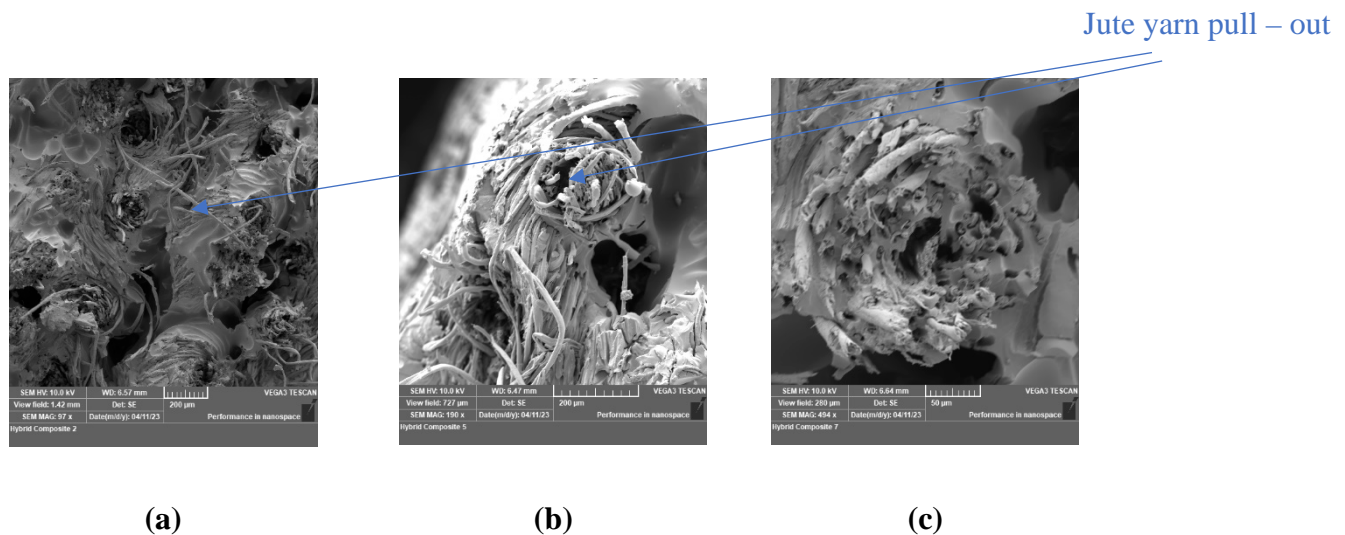 Jute yarn pull – out
SEM HV: 10.0 kV WD: 6.57 mm VEGA3 TESCAN
View field: 1.42 mm Det: SE 200 µm
SEM MAG: 97 x Date(m/d/y): 04/11/23 Performance in nanospace
Hybrid Composite 2
SEM HV: 10.0 kV WD: 6.47 mm VEGA3 TESCAN
View field: 727 µm Det: SE 200 µm
SEM MAG: 190 x Date(m/d/y): 04/11/23 Performance in nanospace
Hybrid Composite 5
SEM HV: 10.0 kV WD: 6.64 mm VEGA3 TESCAN
View field: 280 µm Det: SE 50 µm
SEM MAG: 494 x Date(m/d/y): 04/11/23 Performance in nanospace
Hybrid Composite 7
(a) (b) (c)